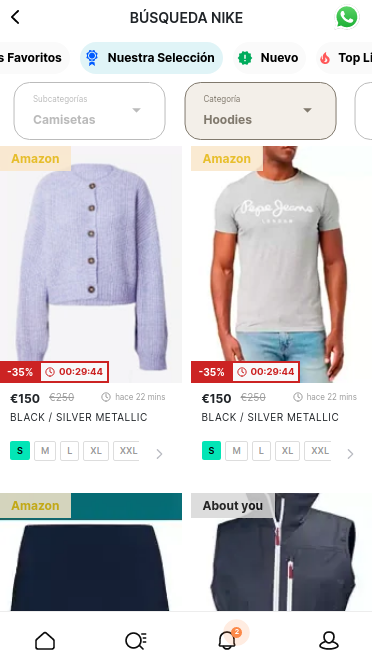 BÚSQUEDA NIKE
s Favoritos
Nuestra Selección
Nuevo
Top Li
Subcategorías
Camisetas
Categoría
Hoodies
Amazon
Amazon
Pepe Jeans
LONDON
-35% 00:29:44
-35% 00:29:44
€150 €250 hace 22 mins
€150 €250 hace 22 mins
BLACK / SILVER METALLIC
BLACK / SILVER METALLIC
S M L XL XXL
S M L XL XXL
Amazon
About you
2